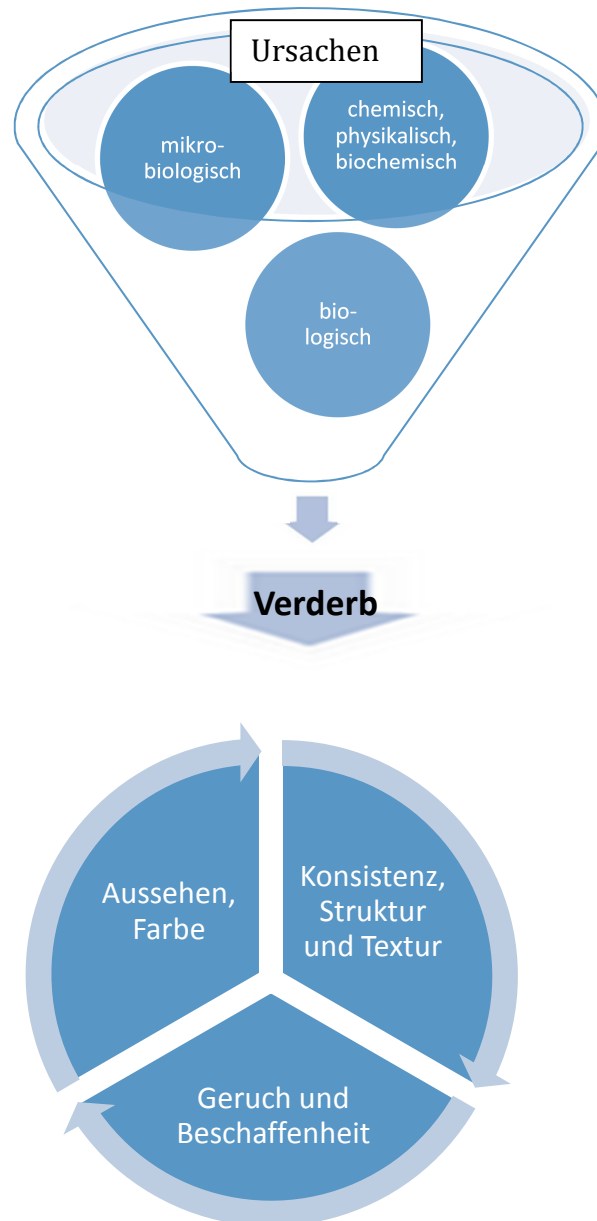 Ursachen
mikro-
biologisch
chemisch,
physikalisch,
biochemisch
bio-
logisch
Verderb
Aussehen,
Farbe
Konsistenz,
Struktur
und Textur
Geruch und
Beschaffenheit